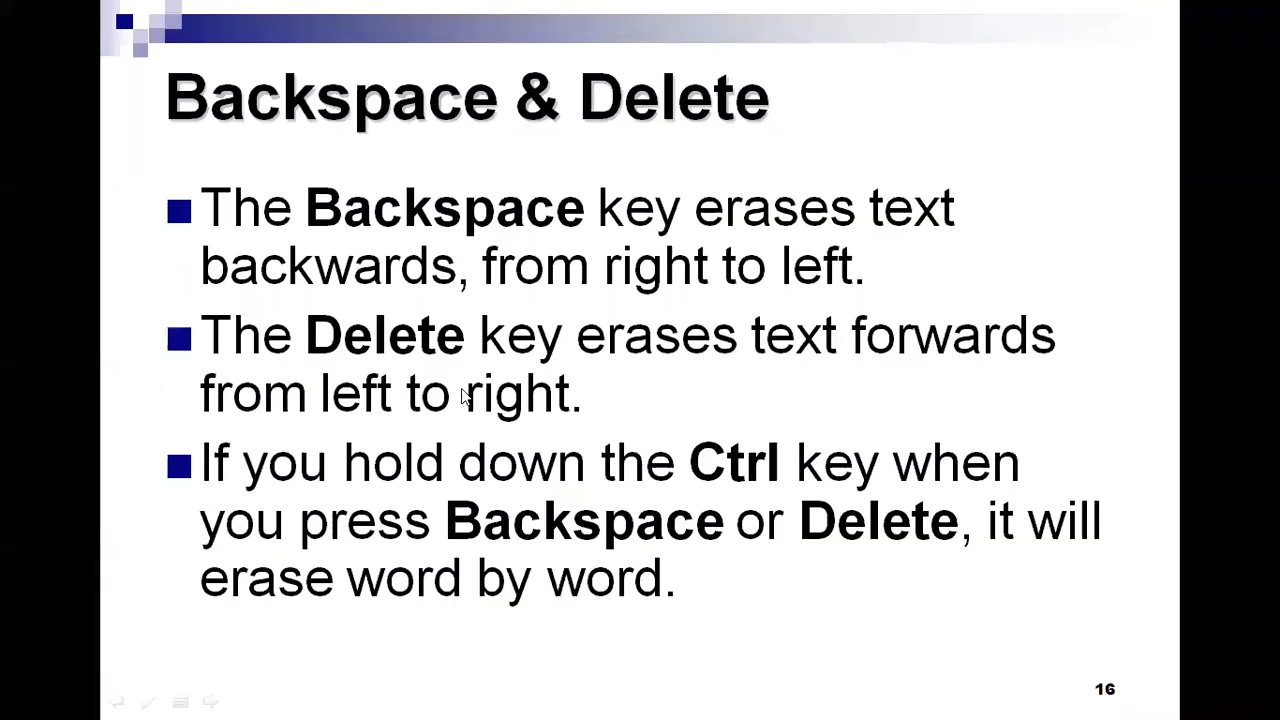 Backspace & Delete
The Backspace key erases text
backwards, from right to left.
The Delete key erases text forwards
from left to right.
If you hold down the Ctrl key when
you press Backspace or Delete, it will
erase word by word.
16